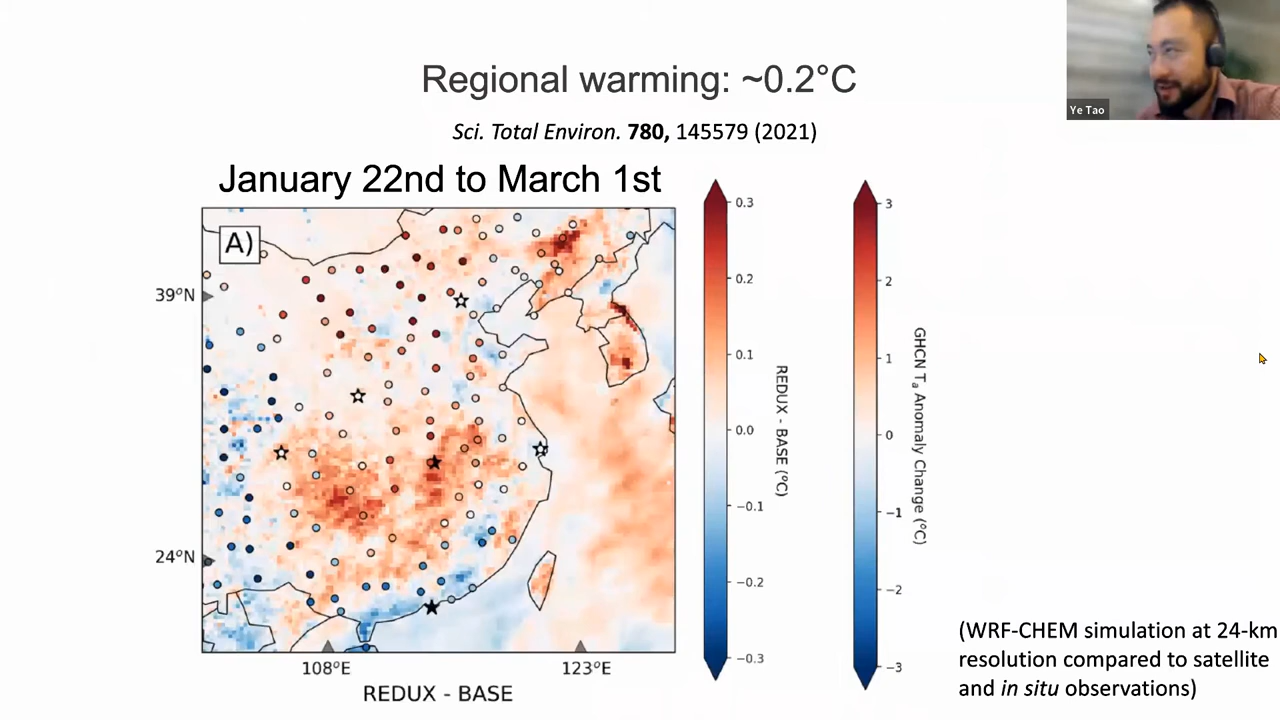 Regional warming: ~0.2°C
Ye Tao
Sci. Total Environ. 780, 145579 (2021)
January 22nd to March 1st
A)
39°N
24°N
108°E
123°E
REDUX - BASE
0.3
0.2
0.1
0.0
−0.1
−0.2
−0.3
REDUX - BASE (°C)
3
2
1
0
−1
−2
−3
GHCN Ta Anomaly Change (°C)
(WRF-CHEM simulation at 24-km
resolution compared to satellite
and in situ observations)